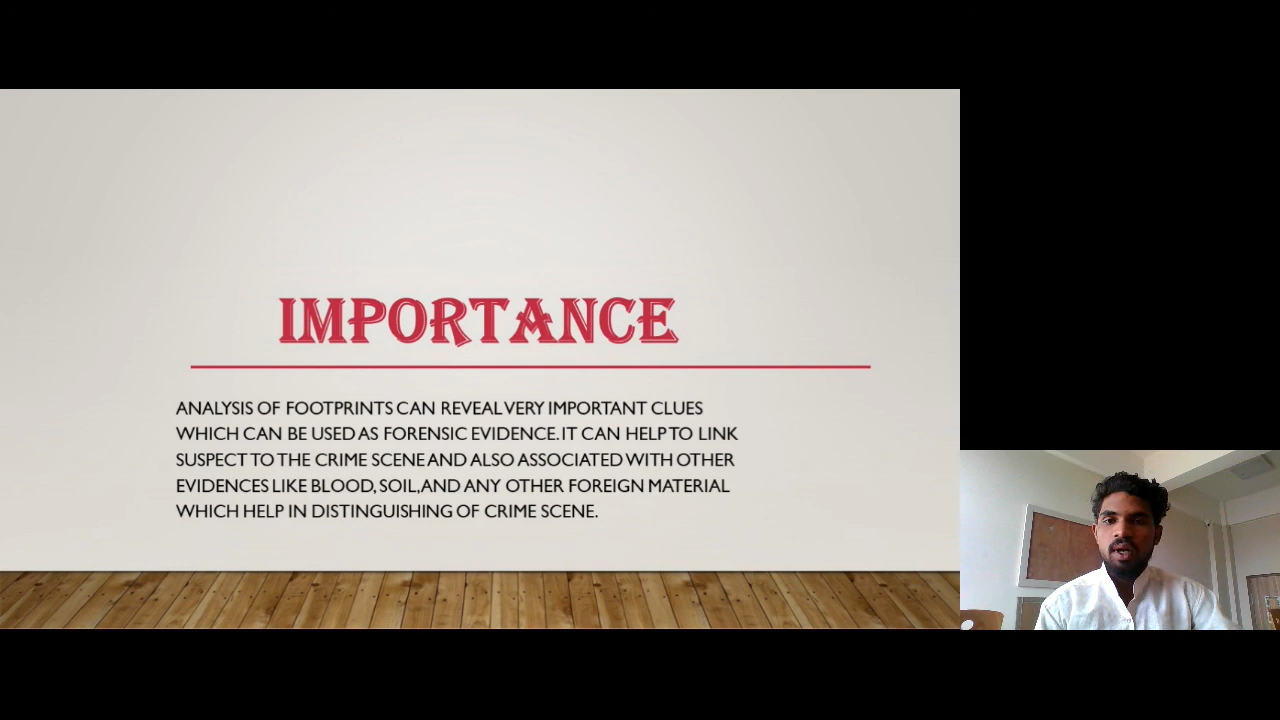 IMPORTANCE
ANALYSIS OF FOOTPRINTS CAN REVEAL VERY IMPORTANT CLUES
WHICH CAN BE USED AS FORENSIC EVIDENCE. IT CAN HELP TO LINK
SUSPECT TO THE CRIME SCENE AND ALSO ASSOCIATED WITH OTHER
EVIDENCES LIKE BLOOD, SOIL,AND ANY OTHER FOREIGN MATERIAL
WHICH HELP IN DISTINGUISHING OF CRIME SCENE.